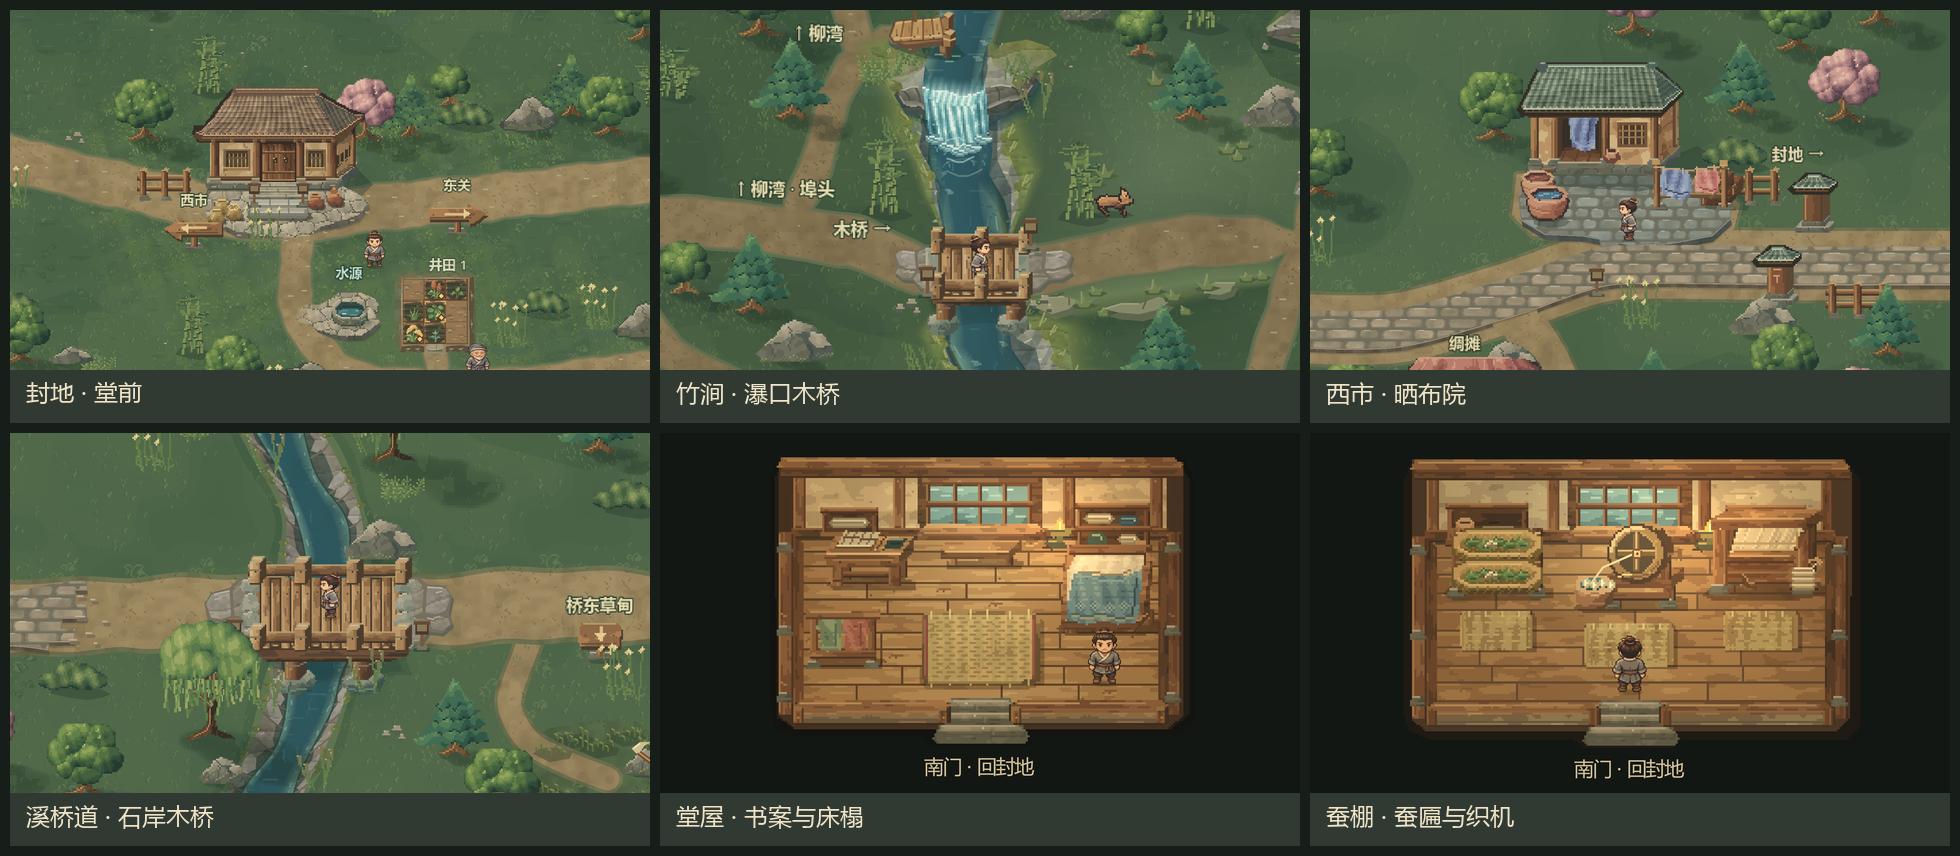 西市
东关
水源
井田 1
封地 · 堂前
↑ 柳湾
↑ 柳湾 · 埠头
木桥 →
竹涧 · 瀑口木桥
封地 →
绸摊
西市 · 晒布院
桥东草甸
溪桥道 · 石岸木桥
南门 · 回封地
堂屋 · 书案与床榻
南门 · 回封地
蚕棚 · 蚕匾与织机